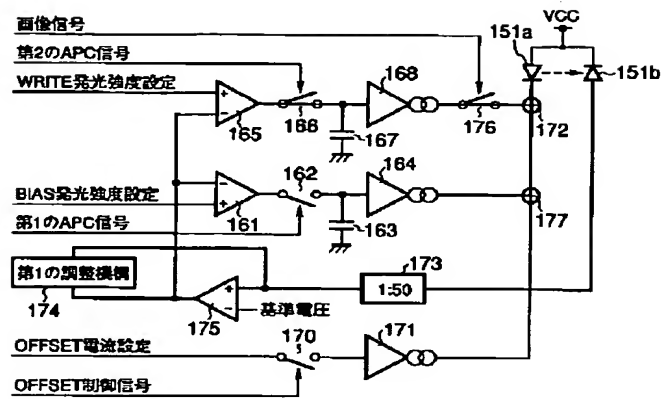 画像信号
第2のAPC信号
WRITE発光強度設定
VCC
151a
151b
168
165
166
167
176
172
162
164
BIAS発光強度設定
第1のAPC信号
161
163
177
第1の調整機構
174
175
基準電圧
173
1:50
170
171
OFFSET電流設定
OFFSET制御信号